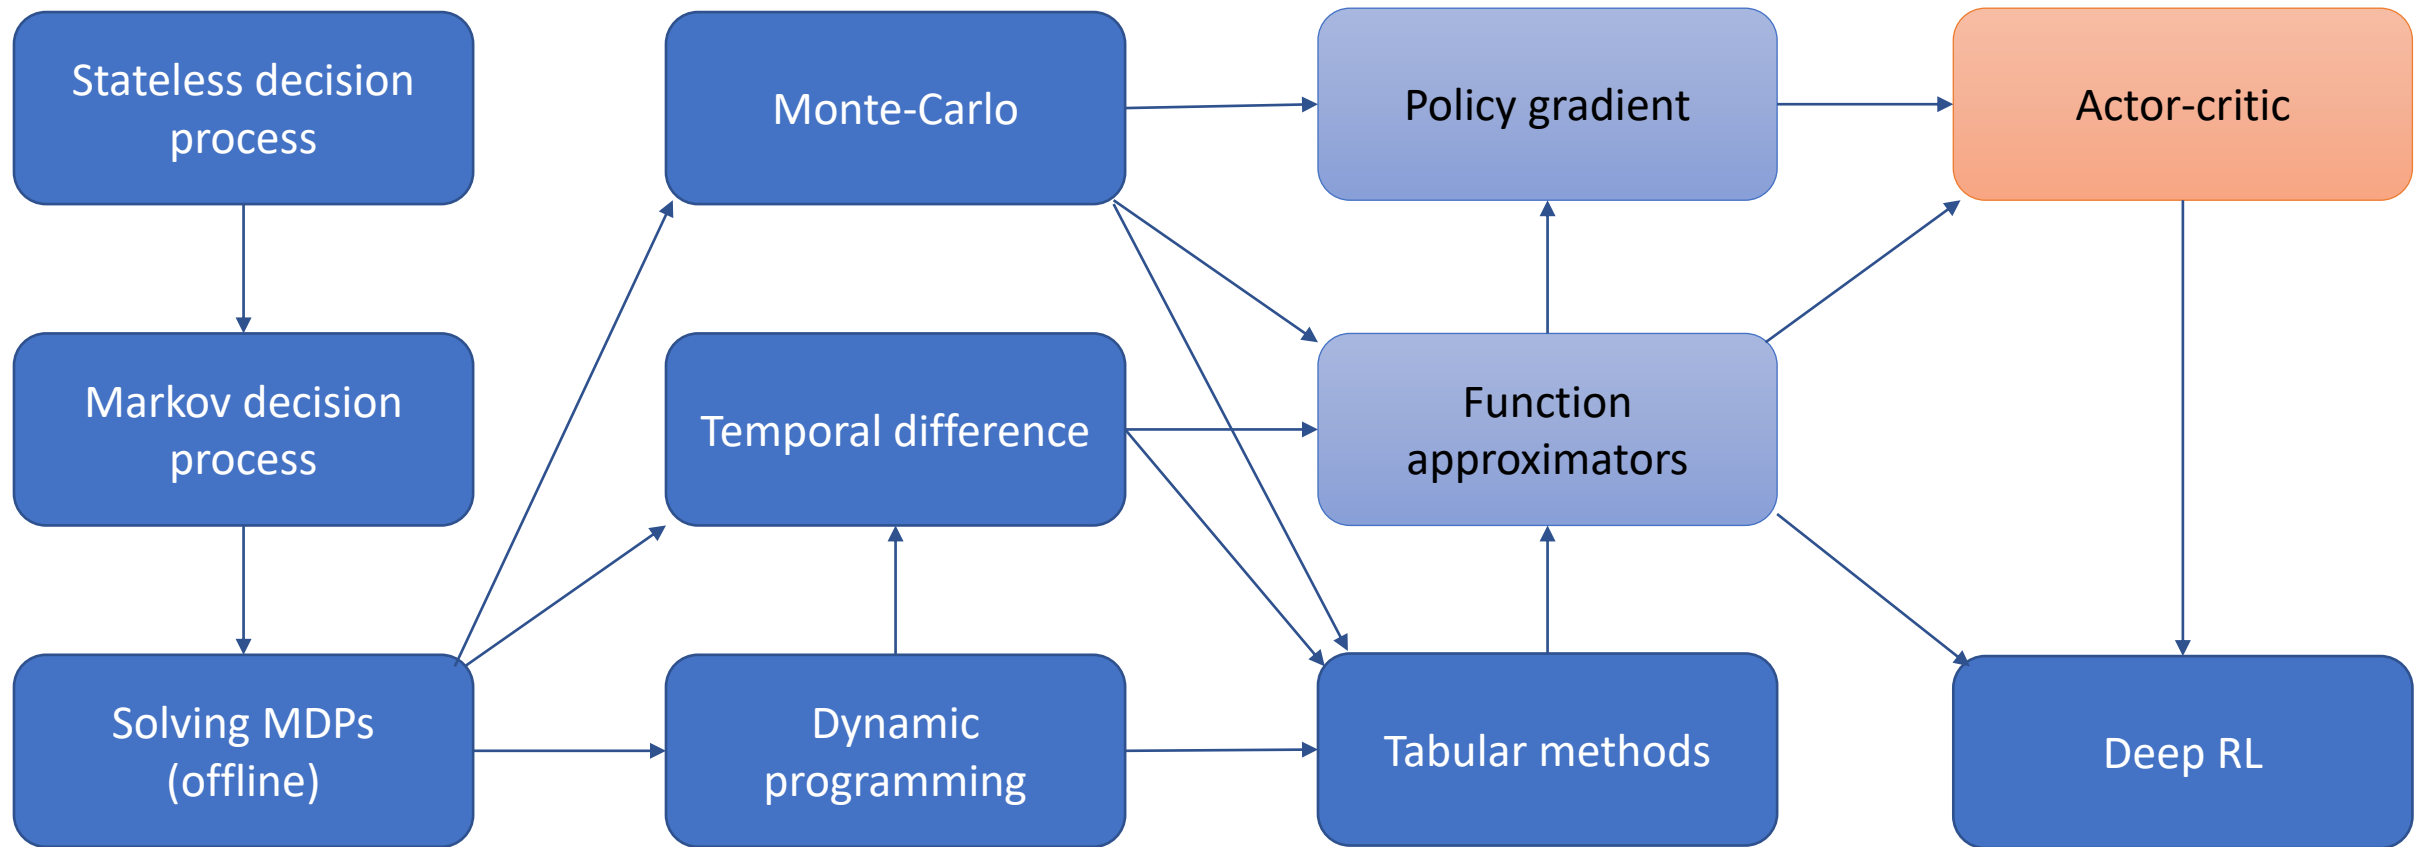 Stateless decision
process
Monte-Carlo
Policy gradient
Actor-critic
Markov decision
process
Temporal difference
Function
approximators
Solving MDPs
(offline)
Dynamic
programming
Tabular methods
Deep RL